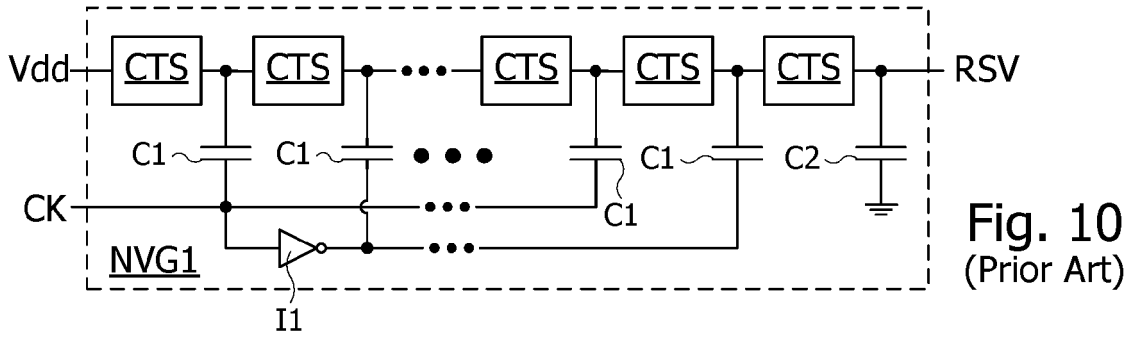 Vdd CTS CTS CTS CTS CTS RSV
C1 C1 C1 C2
C1
CK
NVG1
I1
Fig. 10
(Prior Art)